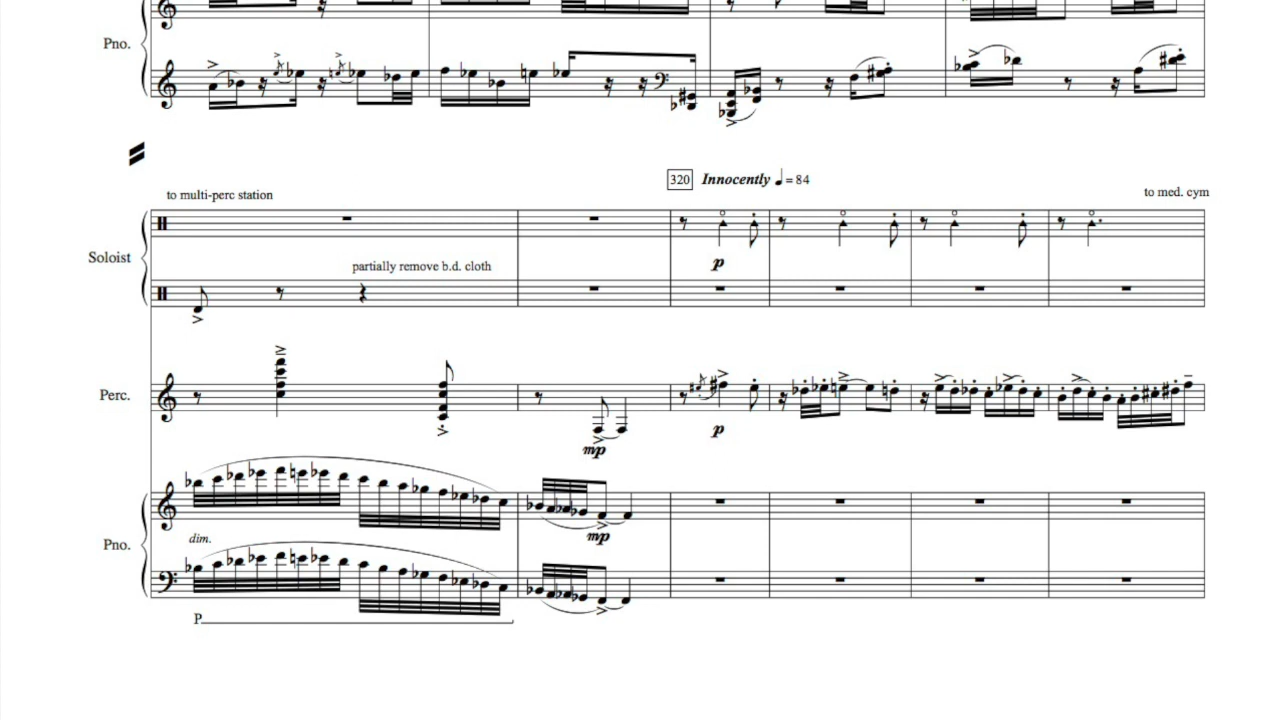 Pno.
to multi-perc station
320 Innocently ♩ = 84
to med. cym
Soloist
p
partially remove b.d. cloth
Perc.
mp
p
Pno.
dim.
mp
P